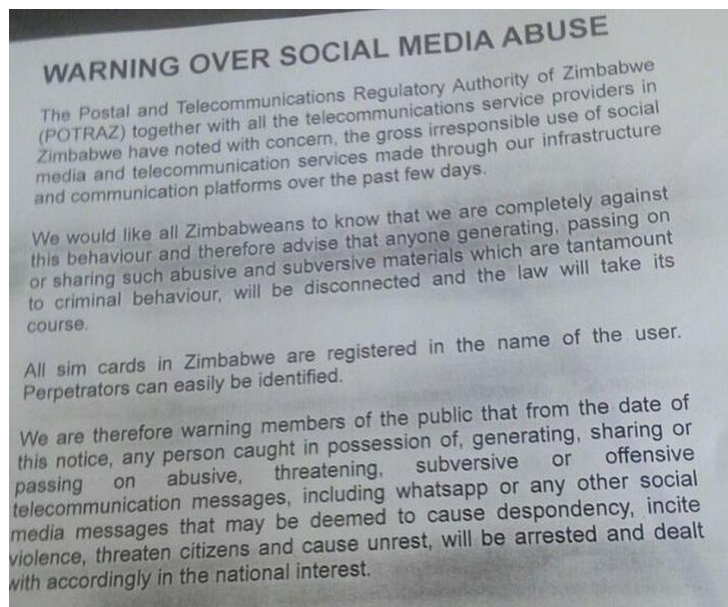 WARNING OVER SOCIAL MEDIA ABUSE
The Postal and Telecommunications Regulatory Authority of Zimbabwe
(POTRAZ) together with all the telecommunications service providers in
Zimbabwe have noted with concern, the gross irresponsible use of social
media and telecommunication services made through our infrastructure
and communication platforms over the past few days.
We would like all Zimbabweans to know that we are completely against
this behaviour and therefore advise that anyone generating, passing on
or sharing such abusive and subversive materials which are tantamount
to criminal behaviour, will be disconnected and the law will take its
course.
All sim cards in Zimbabwe are registered in the name of the user.
Perpetrators can easily be identified.
We are therefore warning members of the public that from the date of
this notice, any person caught in possession of, generating, sharing or
passing on abusive, threatening, subversive or offensive
telecommunication messages, including whatsapp or any other social
media messages that may be deemed to cause despondency, incite
violence, threaten citizens and cause unrest, will be arrested and dealt
with accordingly in the national interest.